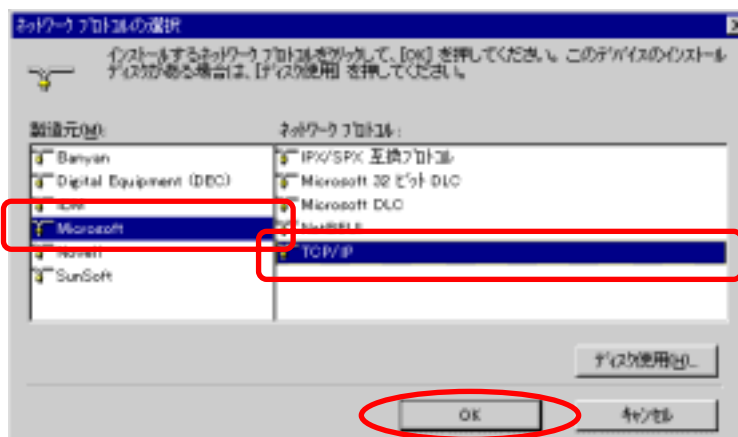 ネットワーク プロトコルの選択
インストールするネットワーク プロトコルをクリックして、[OK] を押してください。このデバイスのインストール
ディスクがある場合は、[ディスク使用] を押してください。
製造元(M):
ネットワーク プロトコル:
Banyan
Digital Equipment (DEC)
IBM
Microsoft
Novell
SunSoft
IPX/SPX 互換プロトコル
Microsoft 32 ビット DLC
Microsoft DLC
NetBEUI
TCP/IP
ディスク使用(H)...
OK
キャンセル